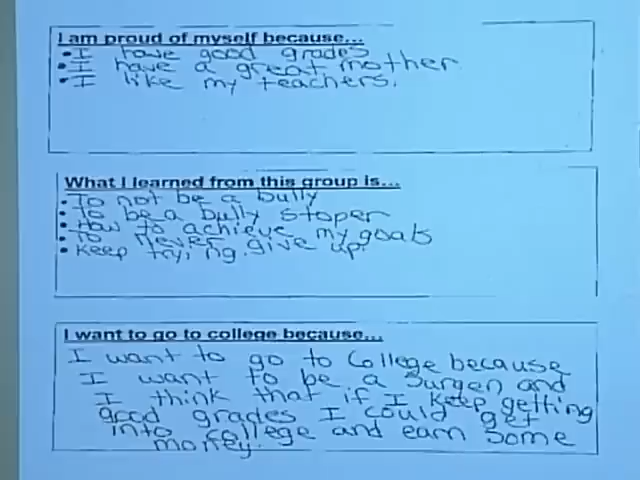 I am proud of myself because...
• I have good grades
• I have a great mother
• I like my teachers.
What I learned from this group is...
• To not be a bully
• To be a bully stoper
• How to achieve my goals
• To never give up.
• Keep trying.
I want to go to college because...
I want to go to College because
I want to be a Surgen and
I think that if I keep getting
good grades I could get
into college and earn some
money.